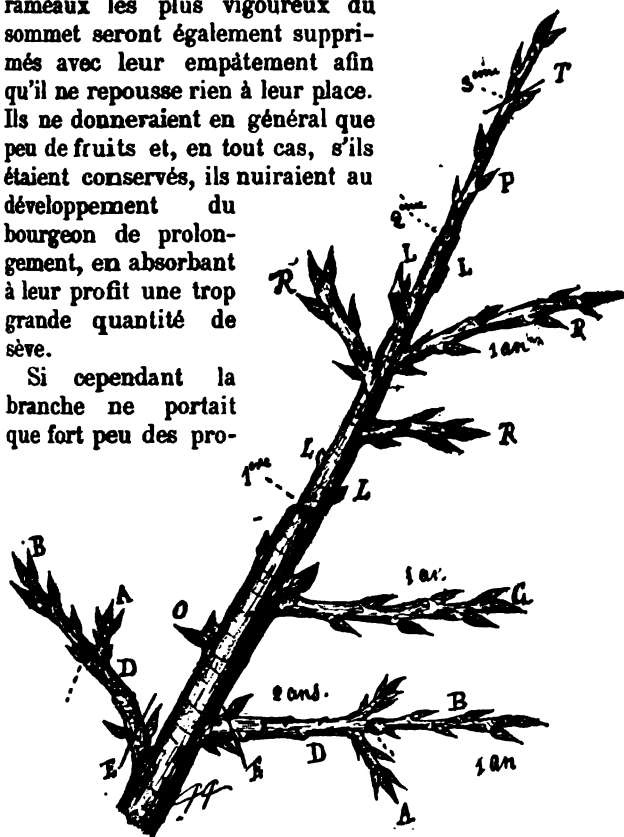 rameaux les plus vigoureux du
sommet seront également suppri-
més avec leur empâtement afin
qu'il ne repousse rien à leur place.
Ils ne donneraient en général que
peu de fruits et, en tout cas, s'ils
étaient conservés, ils nuiraient au
développement du
bourgeon de prolon-
gement, en absorbant
à leur profit une trop
grande quantité de
sève.
Si cependant la
branche ne portait
que fort peu des pro-
3ème
T
P
2ème
L
L
R
R
1 an
R
L
1ère
L
B
A
O
1 an.
G
D
2 ans.
B
E
E
D
1 an
A